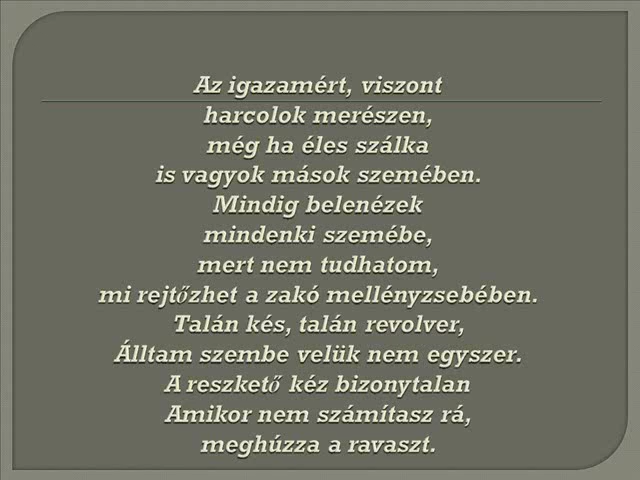 Az igazamért, viszont
harcolok merészen,
még ha éles szálka
is vagyok mások szemében.
Mindig belenézek
mindenki szemébe,
mert nem tudhatom,
mi rejtőzhet a zakó mellényzsebében.
Talán kés, talán revolver,
Álltam szembe velük nem egyszer.
A reszkető kéz bizonytalan
Amikor nem számítasz rá,
meghúzza a ravaszt.